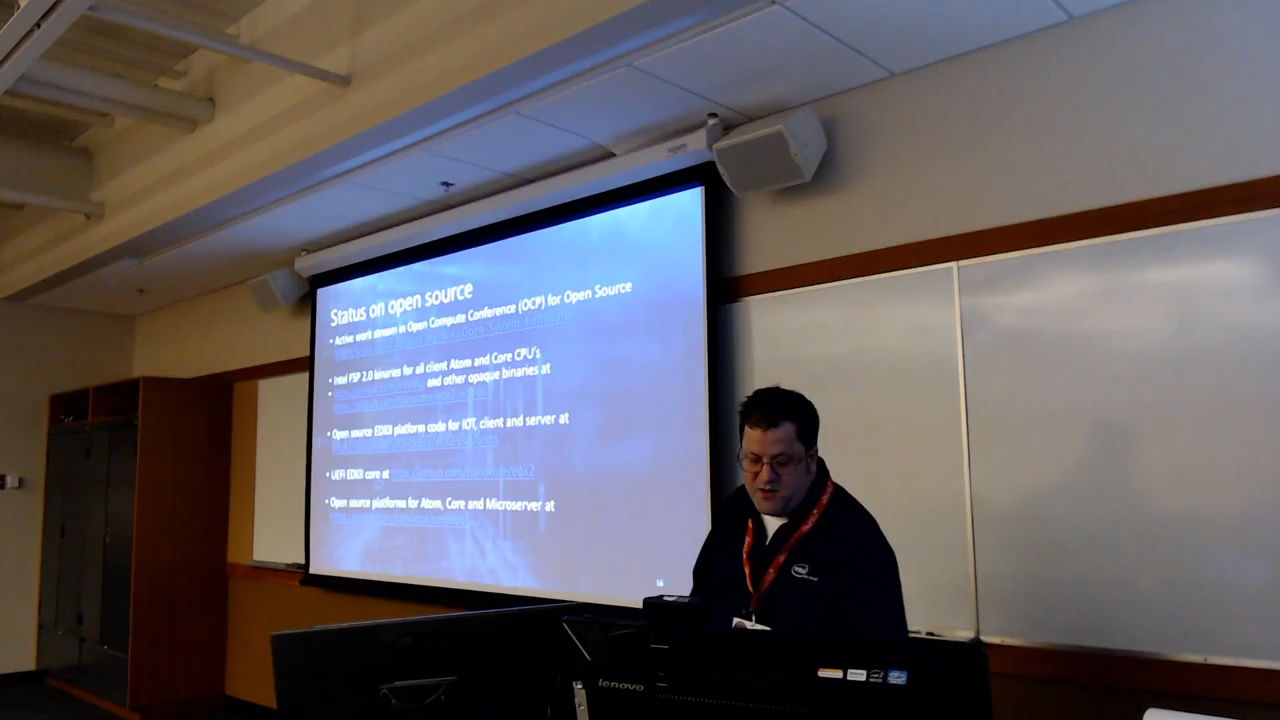 Status on open source
• Active work stream in Open Compute Conference (OCP) for Open Source
• Intel FSP 2.0 binaries for all client Atom and Core CPU's
• and other opaque binaries at
• Open source EDKII platform code for IOT, client and server at
• UEFI EDKII core at https://github.com/tianocore/edk2
• Open source platforms for Atom, Core and Microserver at
16
intel
lenovo